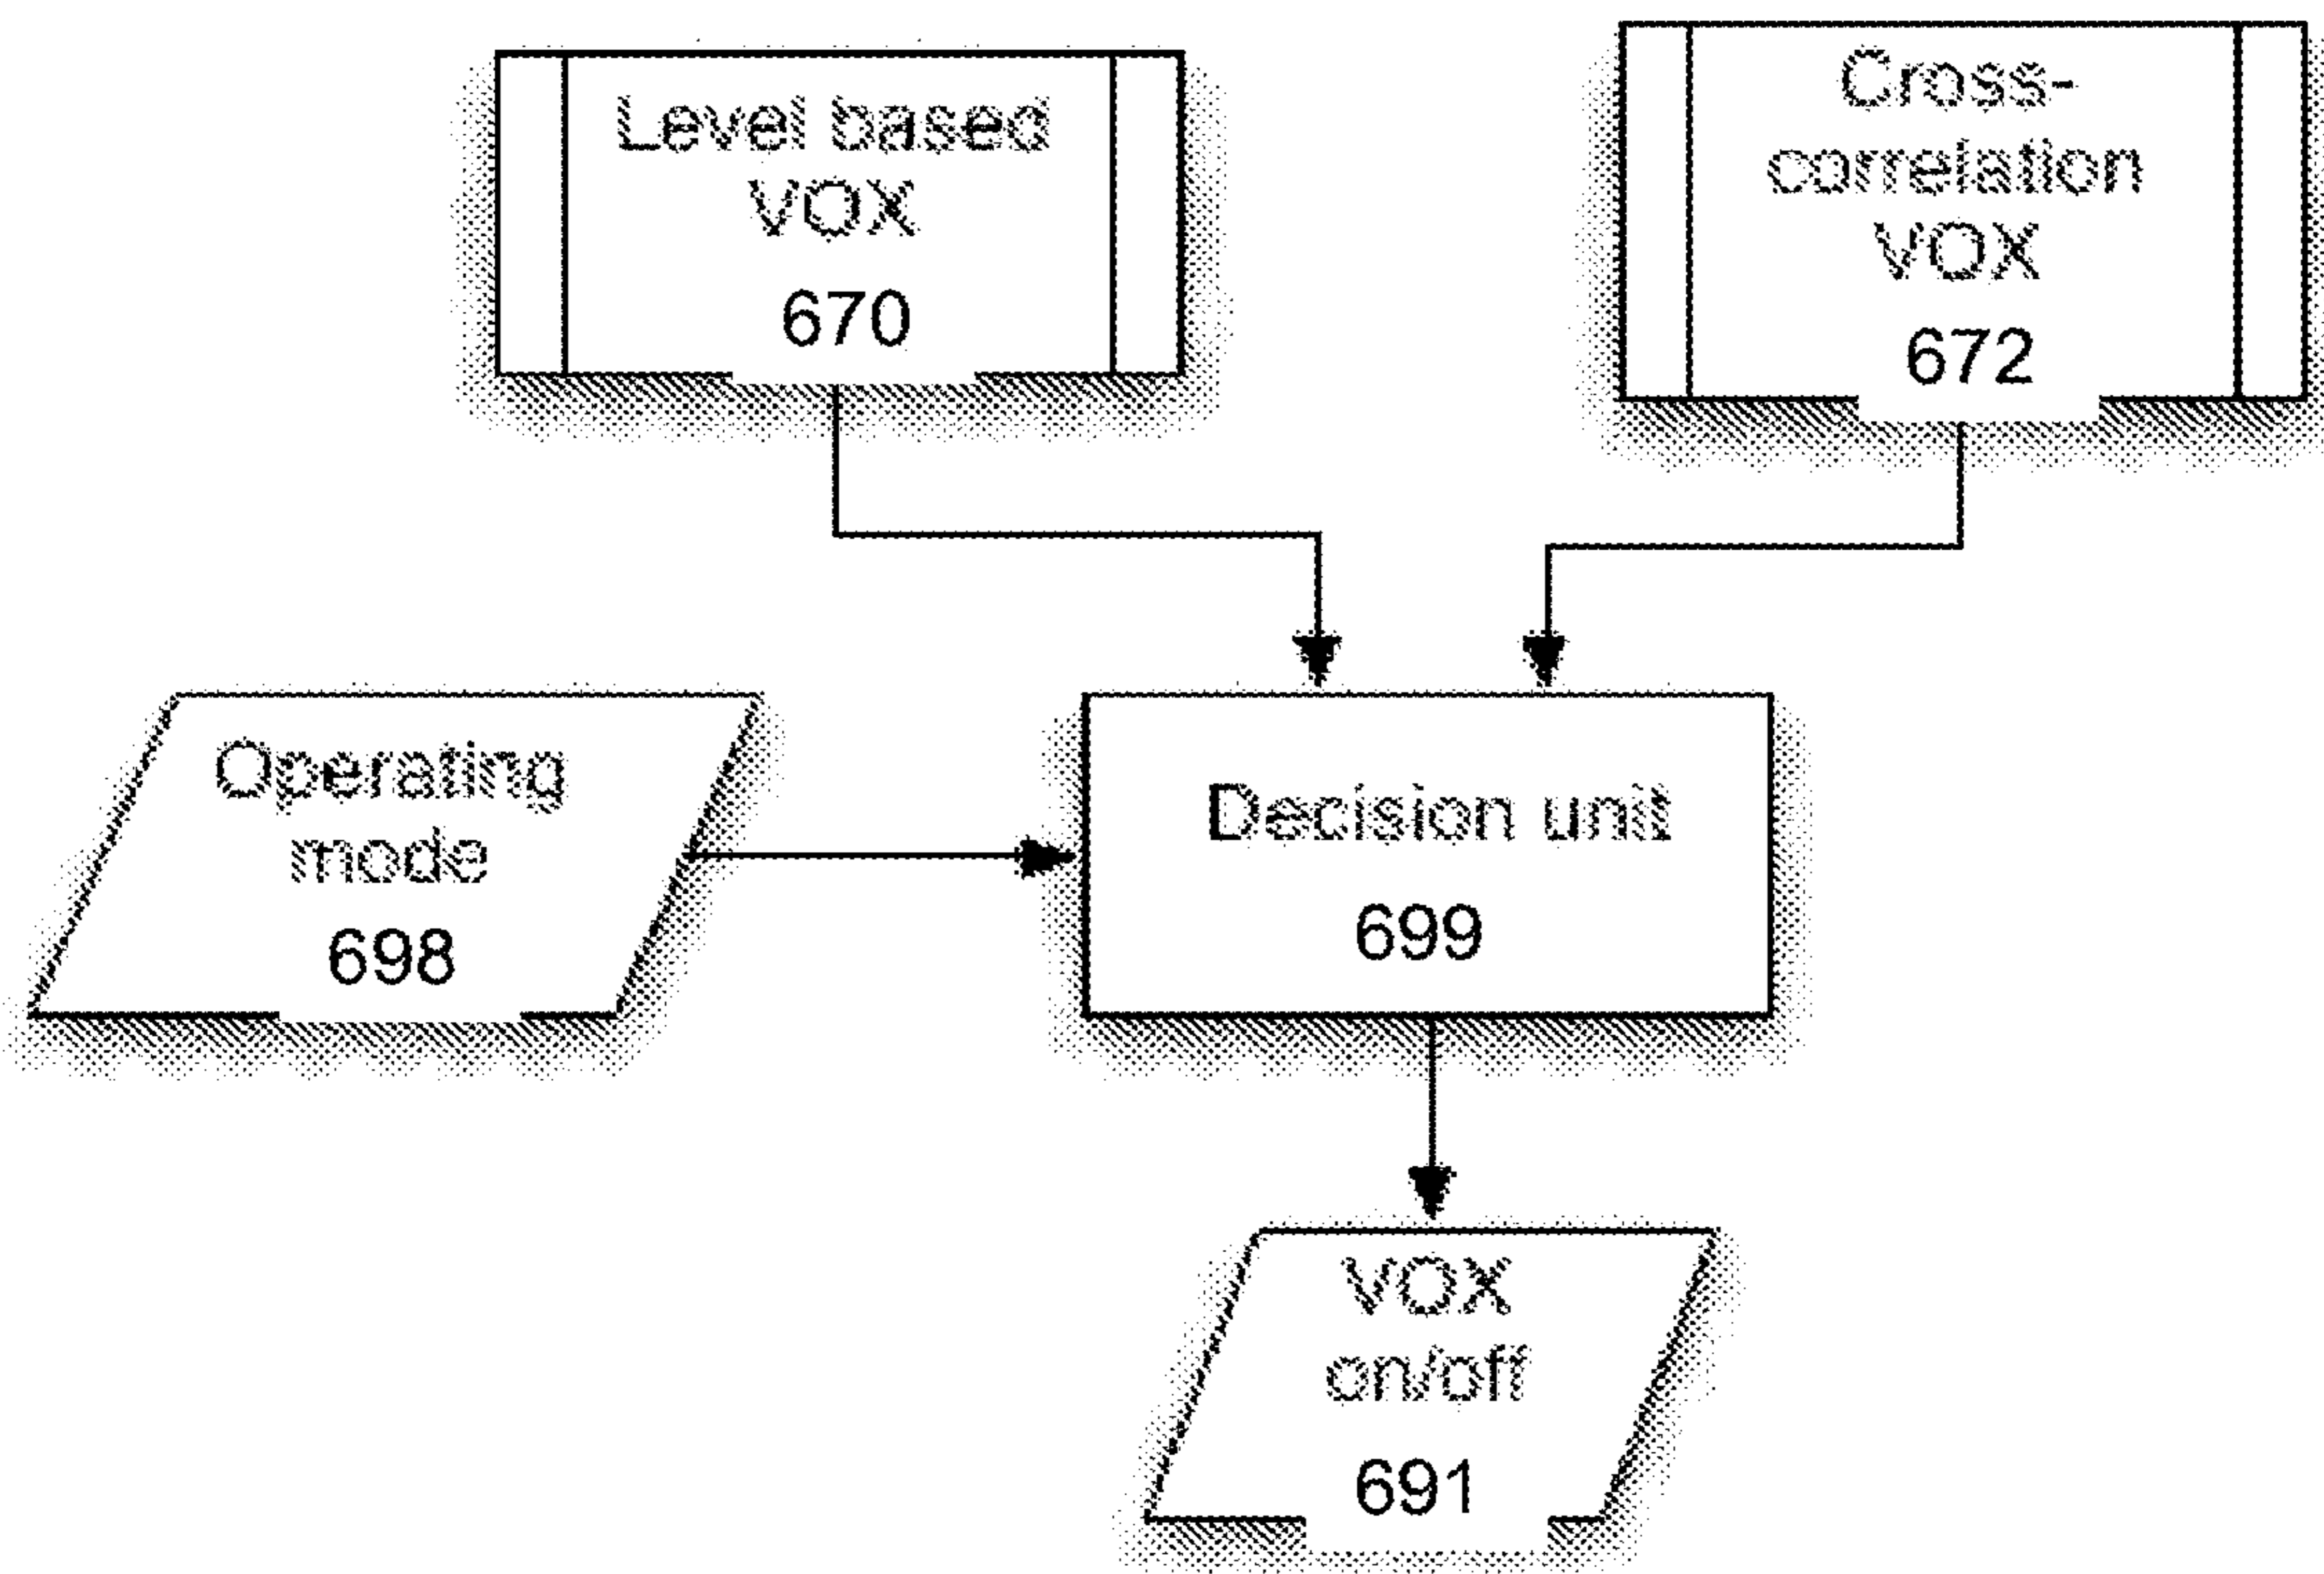 Level based
VOX
670
Cross-
correlation
VOX
672
Operating
mode
698
Decision unit
699
VOX
on/off
691